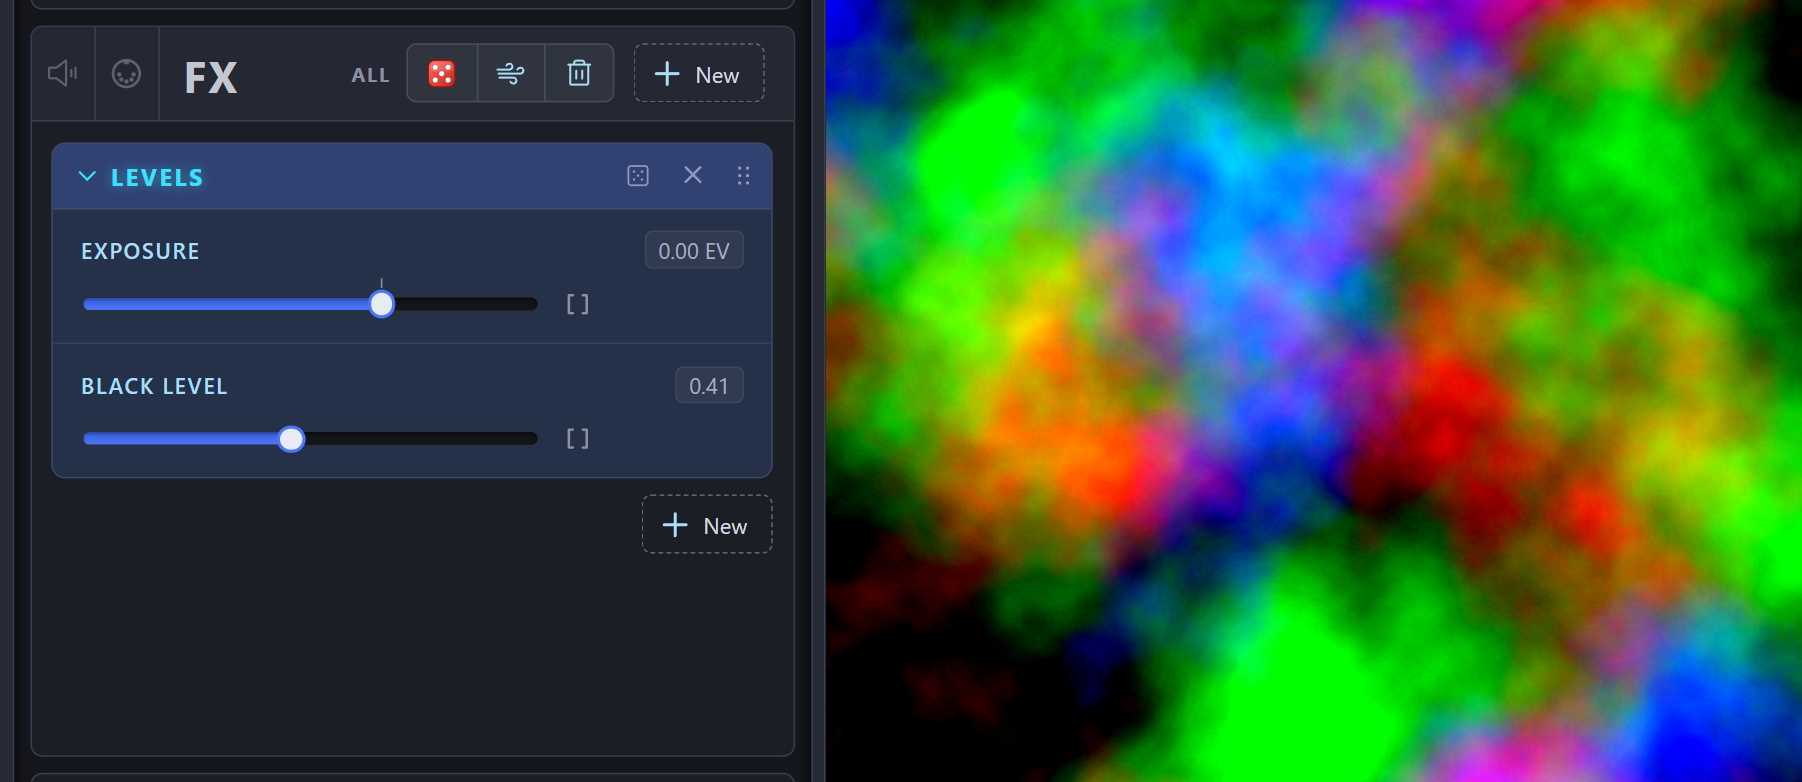 FX ALL New
LEVELS
EXPOSURE 0.00 EV
BLACK LEVEL 0.41
New